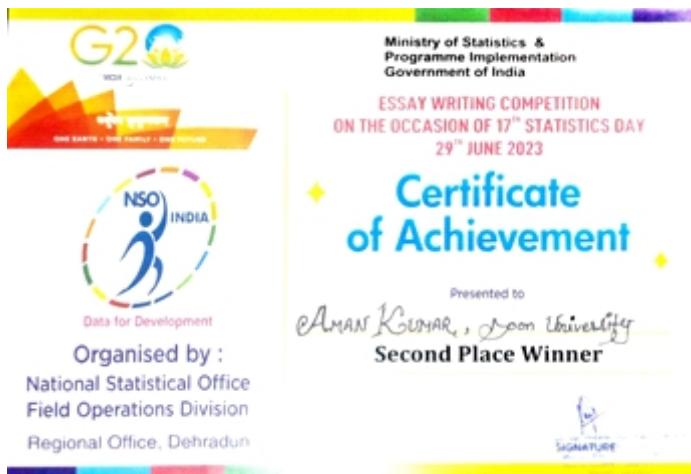 G20
ONE EARTH • ONE FAMILY • ONE FUTURE
NSO
INDIA
Data for Development
Organised by :
National Statistical Office
Field Operations Division
Regional Office, Dehradun
Ministry of Statistics &
Programme Implementation
Government of India
ESSAY WRITING COMPETITION
ON THE OCCASION OF 17TH STATISTICS DAY
29TH JUNE 2023
Certificate
of Achievement
Presented to
AMAN KUMAR, Doon University
Second Place Winner
SIGNATURE